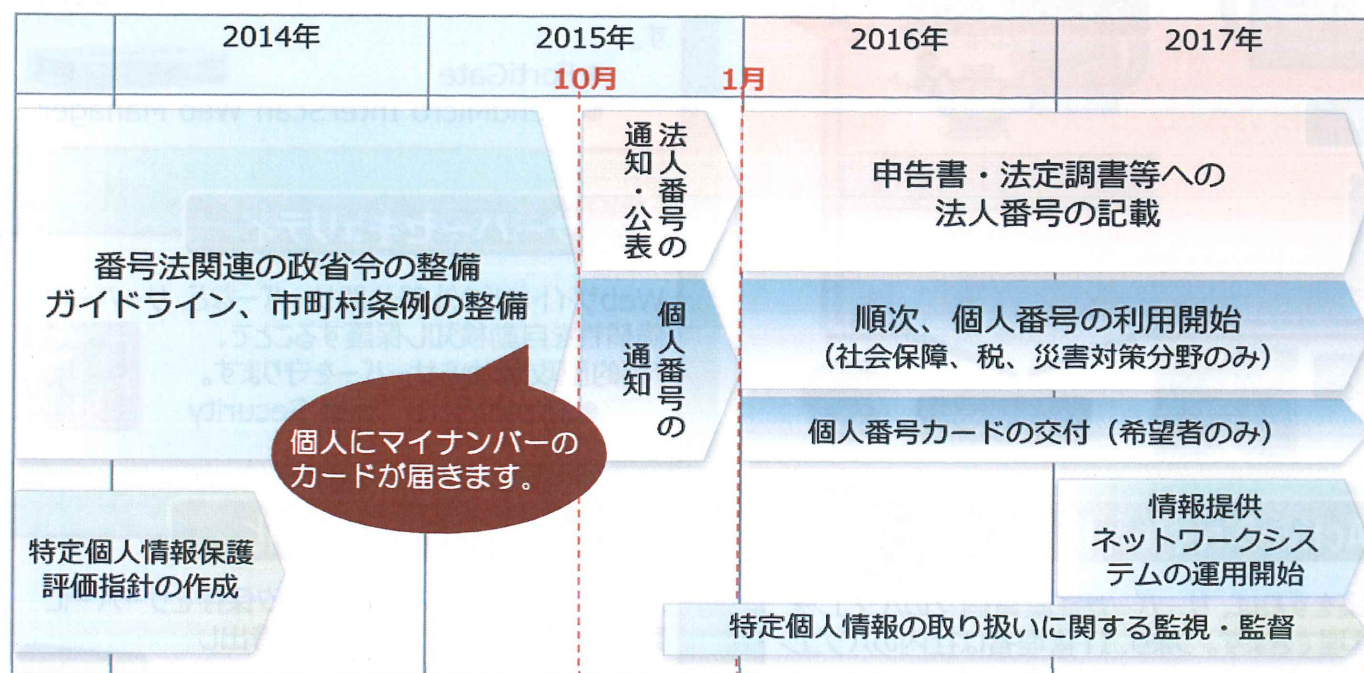 2014年
2015年
2016年
2017年
10月
1月
番号法関連の政省令の整備
ガイドライン、市町村条例の整備
法人番号の
通知・公表
申告書・法定調書等への
法人番号の記載
個人番号の
通知
順次、個人番号の利用開始
(社会保障、税、災害対策分野のみ)
個人番号カードの交付(希望者のみ)
個人にマイナンバーの
カードが届きます。
特定個人情報保護
評価指針の作成
情報提供
ネットワークシス
テムの運用開始
特定個人情報の取り扱いに関する監視・監督